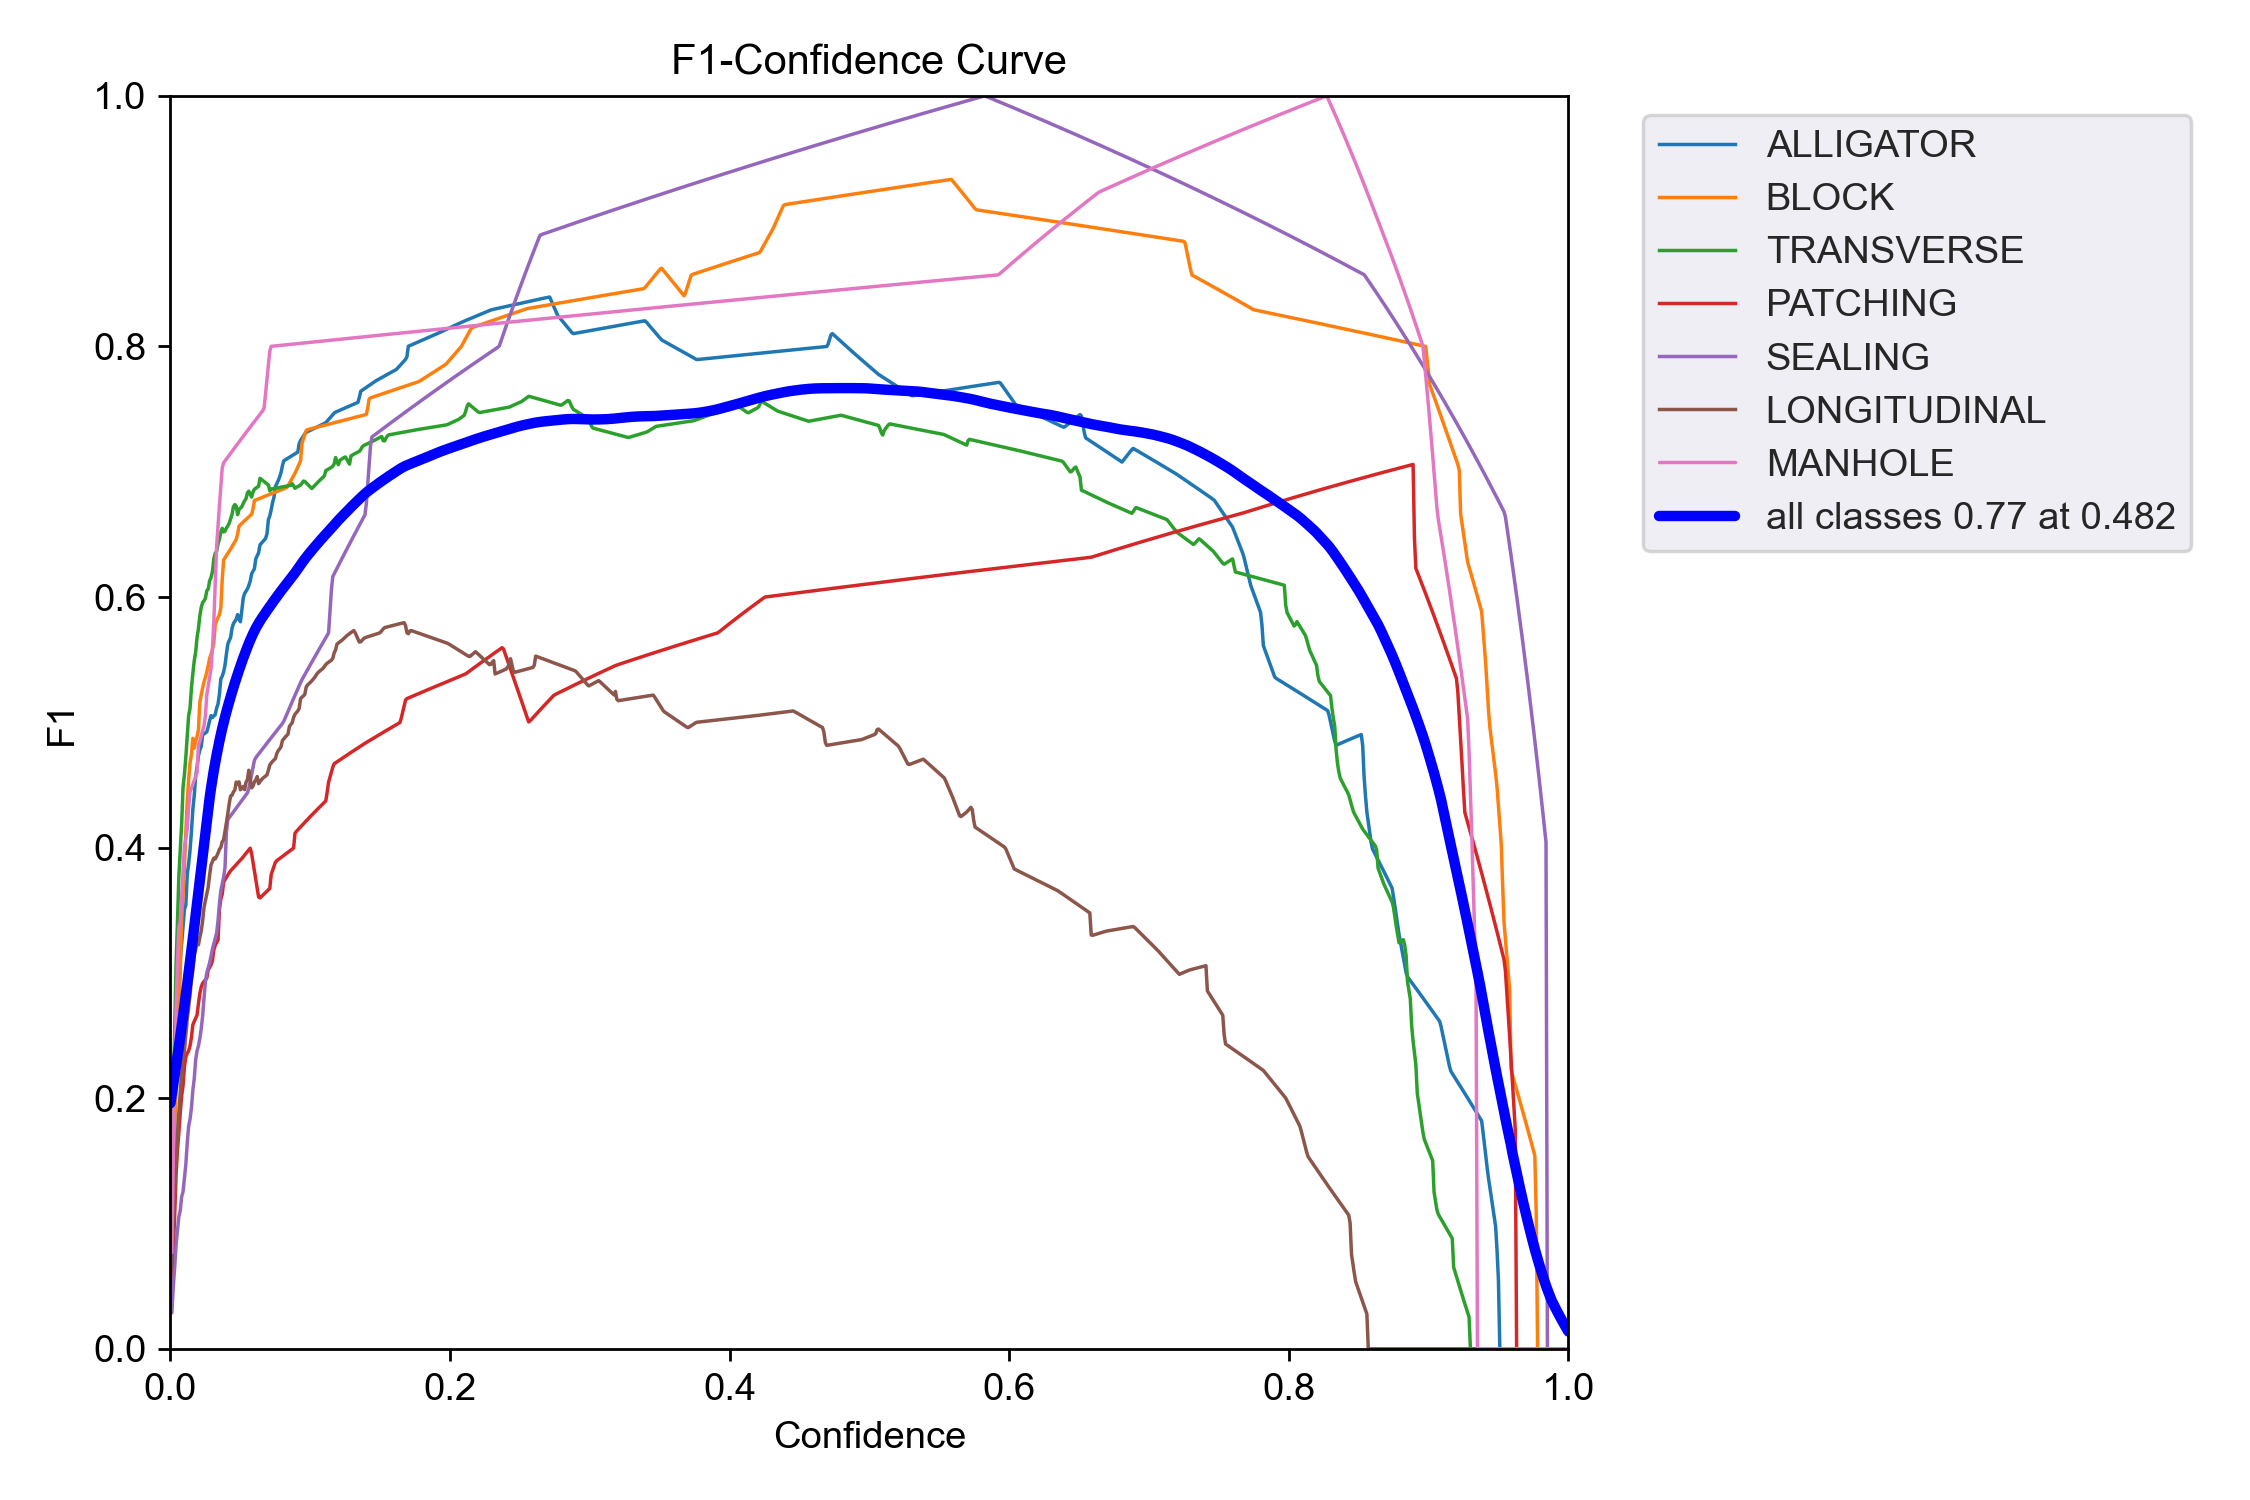 F1-Confidence Curve
1.0
0.8
0.6
0.4
0.2
0.0
F1
0.0 0.2 0.4 0.6 0.8 1.0
Confidence
ALLIGATOR
BLOCK
TRANSVERSE
PATCHING
SEALING
LONGITUDINAL
MANHOLE
all classes 0.77 at 0.482